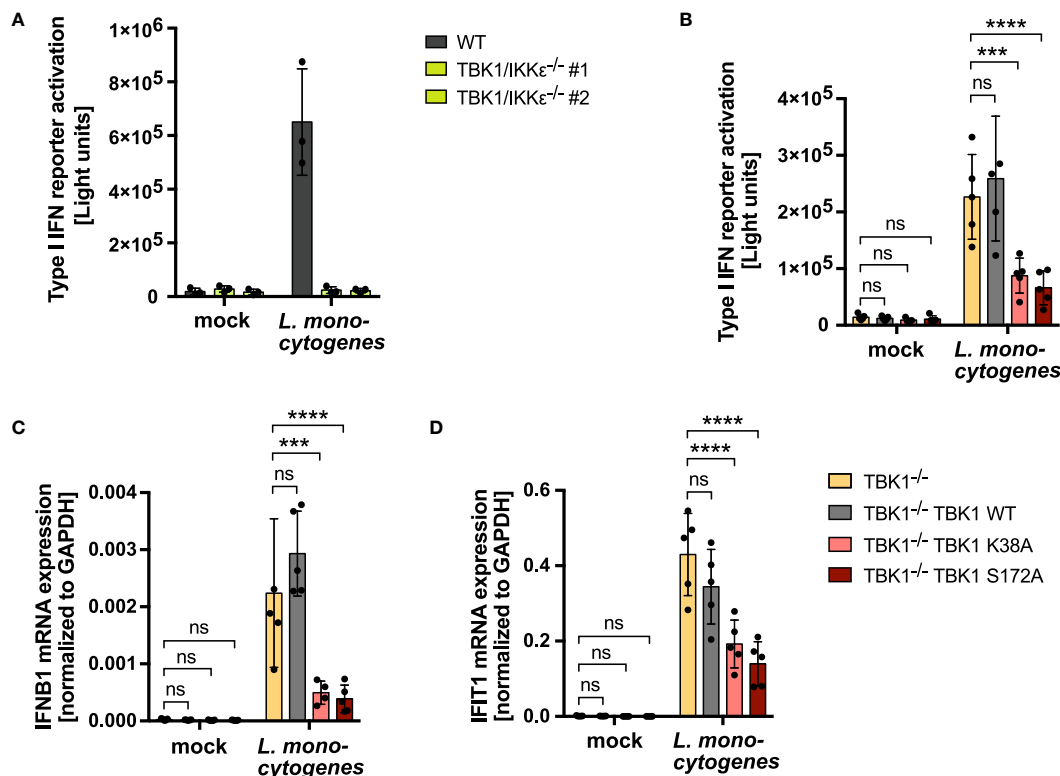 A
Type I IFN reporter activation
[Light units]
1×10⁶
8×10⁵
6×10⁵
4×10⁵
2×10⁵
0
mock
L. mono-
cytogenes
WT
TBK1/IKKε⁻/⁻ #1
TBK1/IKKε⁻/⁻ #2
B
Type I IFN reporter activation
[Light units]
4×10⁵
3×10⁵
2×10⁵
1×10⁵
0
ns
ns
ns
****
***
ns
mock
L. mono-
cytogenes
C
IFNB1 mRNA expression
[normalized to GAPDH]
0.004
0.003
0.002
0.001
0.000
ns
ns
ns
****
***
ns
mock
L. mono-
cytogenes
D
IFIT1 mRNA expression
[normalized to GAPDH]
0.6
0.4
0.2
0.0
ns
ns
ns
****
****
ns
mock
L. mono-
cytogenes
TBK1⁻/⁻
TBK1⁻/⁻ TBK1 WT
TBK1⁻/⁻ TBK1 K38A
TBK1⁻/⁻ TBK1 S172A